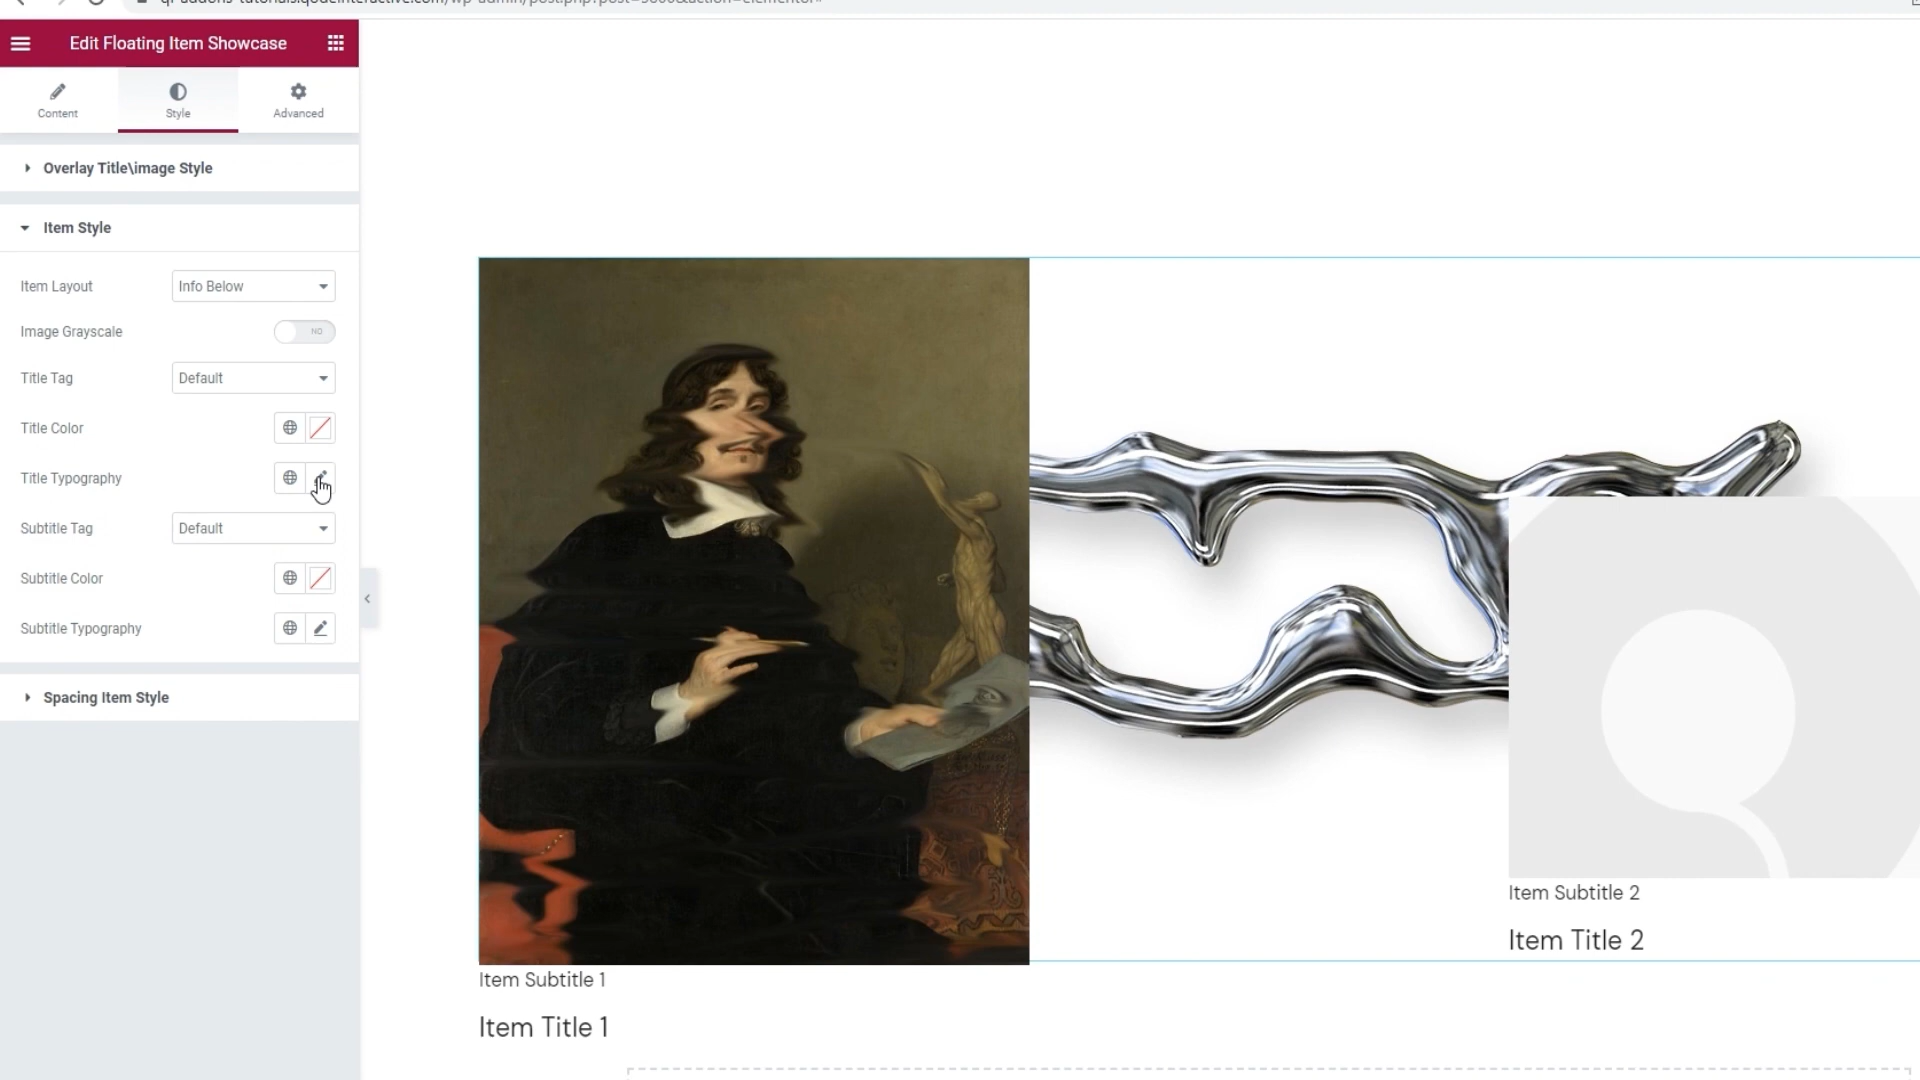 Edit Floating Item Showcase
Content
Style
Advanced
Overlay Title\image Style
Item Style
Item Layout
Info Below
Image Grayscale
NO
Title Tag
Default
Title Color
Title Typography
Subtitle Tag
Default
Subtitle Color
Subtitle Typography
Spacing Item Style
Item Subtitle 2
Item Title 2
Item Subtitle 1
Item Title 1